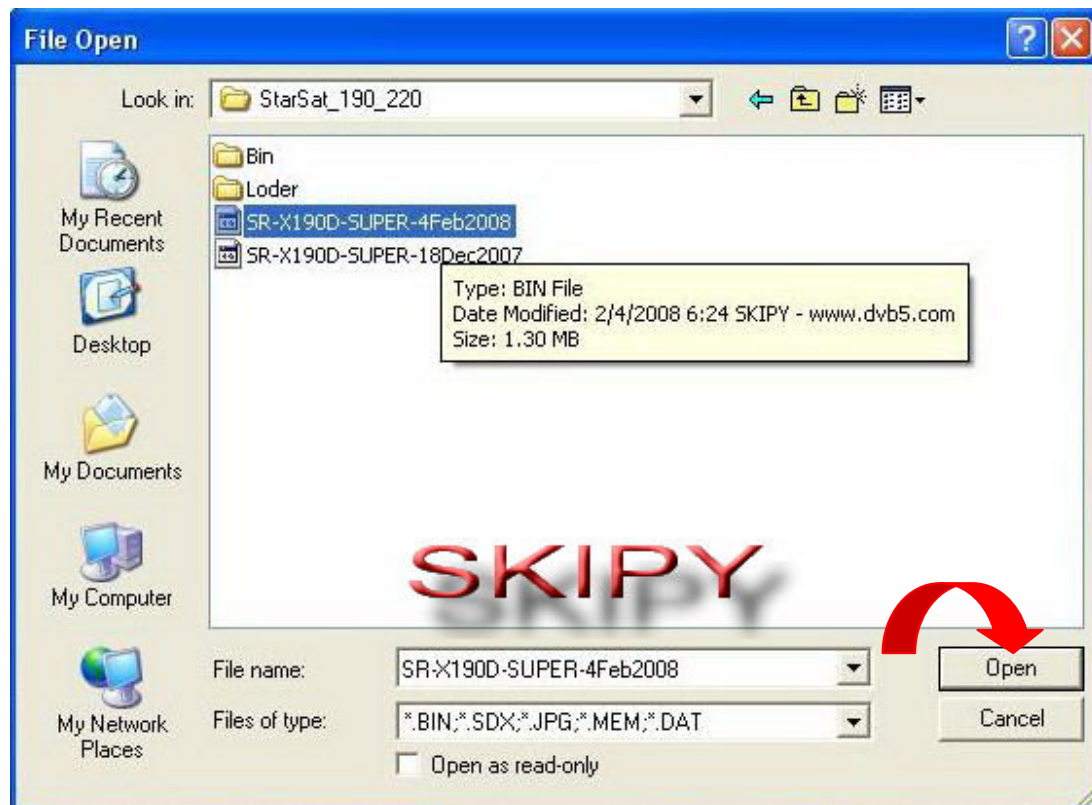 File Open
Look in: StarSat_190_220
Bin
Loder
SR-X190D-SUPER-4Feb2008
SR-X190D-SUPER-18Dec2007
Type: BIN File
Date Modified: 2/4/2008 6:24 SKIPY - www.dvb5.com
Size: 1.30 MB
My Recent
Documents
Desktop
My Documents
My Computer
My Network
Places
SKIPY
File name: SR-X190D-SUPER-4Feb2008 Open
Files of type: *.BIN;*.SDX;*.JPG;*.MEM;*.DAT Cancel
Open as read-only